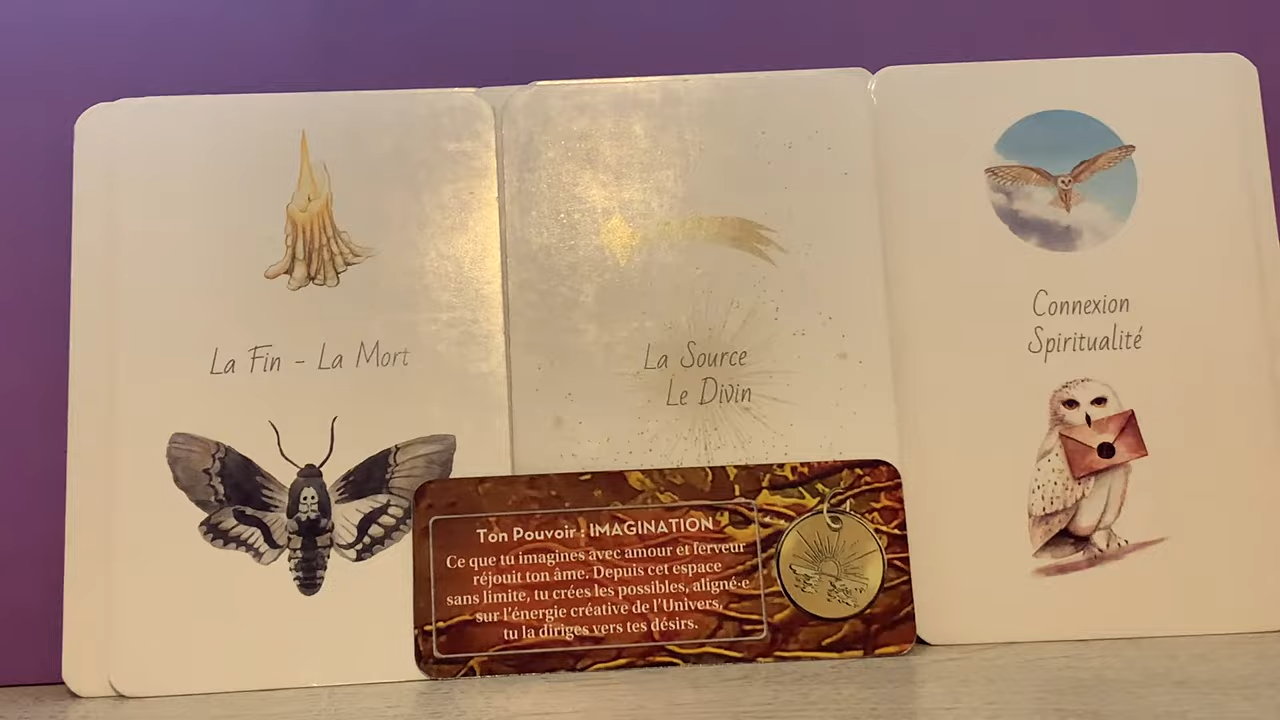 La Fin - La Mort
La Source
Le Divin
Connexion
Spiritualité
Ton Pouvoir : IMAGINATION
Ce que tu imagines avec amour et ferveur
réjouit ton âme. Depuis cet espace
sans limite, tu crées les possibles, aligné·e
sur l'énergie créative de l'Univers,
tu la diriges vers tes désirs.